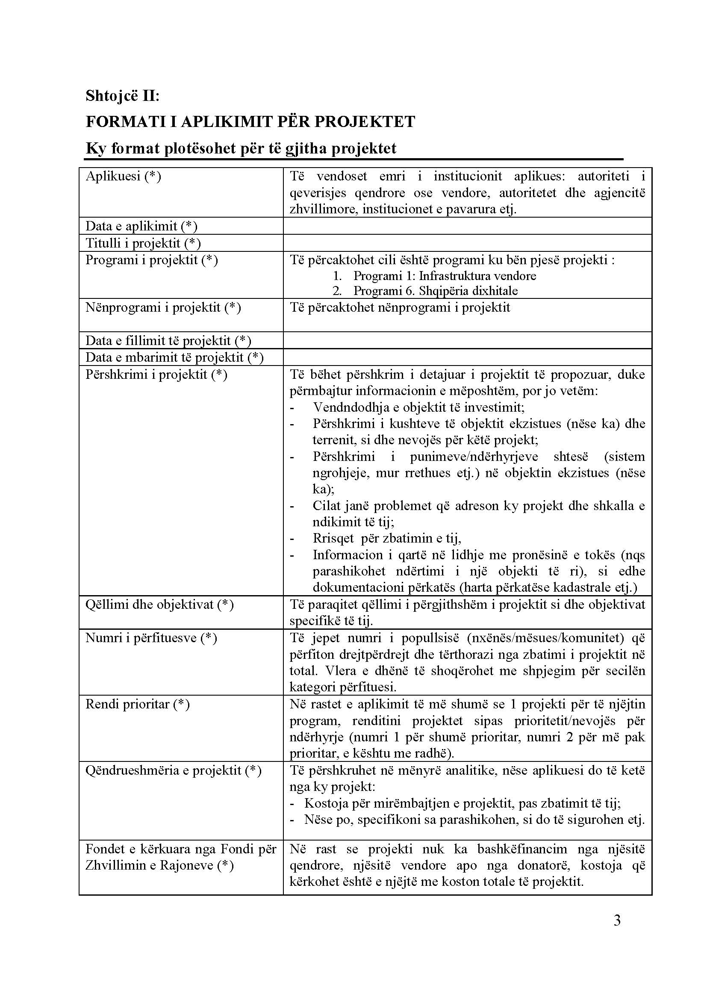 Shtojcë II:
FORMATI I APLIKIMIT PËR PROJEKTET
Ky format plotësohet për të gjitha projektet
Aplikuesi (*)
Të vendoset emri i institucionit aplikues: autoriteti i
qeverisjes qendrore ose vendore, autoritetet dhe agjencitë
zhvillimore, institucionet e pavarura etj.
Data e aplikimit (*)
Titulli i projektit (*)
Programi i projektit (*)
Të përcaktohet cili është programi ku bën pjesë projekti :
1. Programi 1: Infrastruktura vendore
2. Programi 6. Shqipëria dixhitale
Nënprogrami i projektit (*)
Të përcaktohet nënprogrami i projektit
Data e fillimit të projektit (*)
Data e mbarimit të projektit (*)
Përshkrimi i projektit (*)
Të bëhet përshkrim i detajuar i projektit të propozuar, duke
përmbajtur informacionin e mëposhtëm, por jo vetëm:
- Vendndodhja e objektit të investimit;
- Përshkrimi i kushteve të objektit ekzistues (nëse ka) dhe
terrenit, si dhe nevojës për këtë projekt;
- Përshkrimi i punimeve/ndërhyrjeve shtesë (sistem
ngrohjeje, mur rrethues etj.) në objektin ekzistues (nëse
ka);
- Cilat janë problemet që adreson ky projekt dhe shkalla e
ndikimit të tij;
- Rrisqet për zbatimin e tij,
- Informacion i qartë në lidhje me pronësinë e tokës (nqs
parashikohet ndërtimi i një objekti të ri), si edhe
dokumentacioni përkatës (harta përkatëse kadastrale etj.)
Qëllimi dhe objektivat (*)
Të paraqitet qëllimi i përgjithshëm i projektit si dhe objektivat
specifikë të tij.
Numri i përfituesve (*)
Të jepet numri i popullsisë (nxënës/mësues/komunitet) që
përfiton drejtpërdrejt dhe tërthorazi nga zbatimi i projektit në
total. Vlera e dhënë të shoqërohet me shpjegim për secilën
kategori përfituesi.
Rendi prioritar (*)
Në rastet e aplikimit të më shumë se 1 projekti për të njëjtin
program, renditini projektet sipas prioritetit/nevojës për
ndërhyrje (numri 1 për shumë prioritar, numri 2 për më pak
prioritar, e kështu me radhë).
Qëndrueshmëria e projektit (*)
Të përshkruhet në mënyrë analitike, nëse aplikuesi do të ketë
nga ky projekt:
- Kostoja për mirëmbajtjen e projektit, pas zbatimit të tij;
- Nëse po, specifikoni sa parashikohen, si do të sigurohen etj.
Fondet e kërkuara nga Fondi për
Zhvillimin e Rajoneve (*)
Në rast se projekti nuk ka bashkëfinancim nga njësitë
qendrore, njësitë vendore apo nga donatorë, kostoja që
kërkohet është e njëjtë me koston totale të projektit.
3